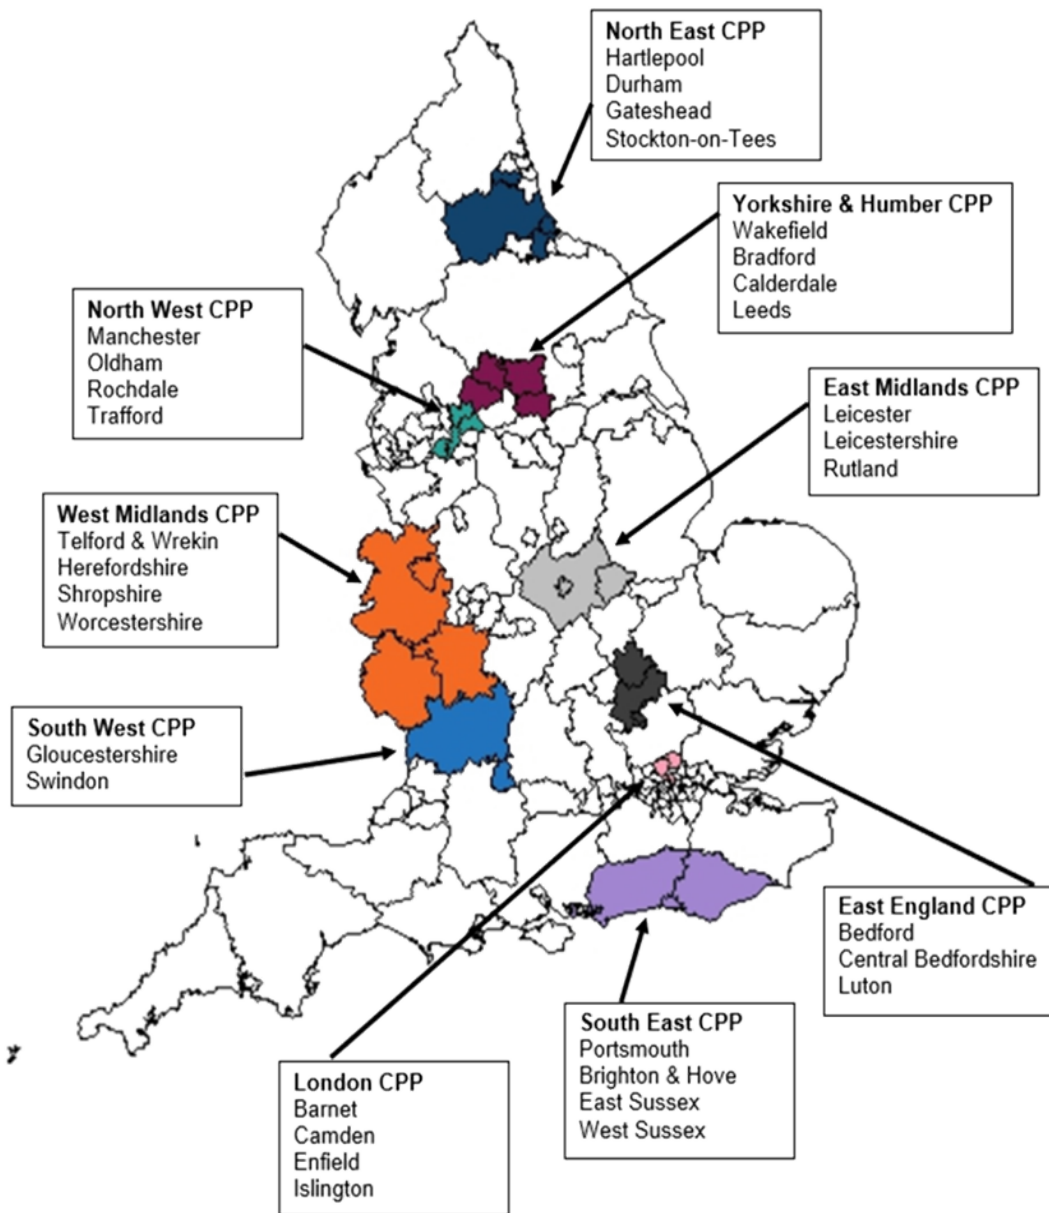 North East CPP
Hartlepool
Durham
Gateshead
Stockton-on-Tees
Yorkshire & Humber CPP
Wakefield
Bradford
Calderdale
Leeds
North West CPP
Manchester
Oldham
Rochdale
Trafford
East Midlands CPP
Leicester
Leicestershire
Rutland
West Midlands CPP
Telford & Wrekin
Herefordshire
Shropshire
Worcestershire
South West CPP
Gloucestershire
Swindon
East England CPP
Bedford
Central Bedfordshire
Luton
South East CPP
Portsmouth
Brighton & Hove
East Sussex
West Sussex
London CPP
Barnet
Camden
Enfield
Islington